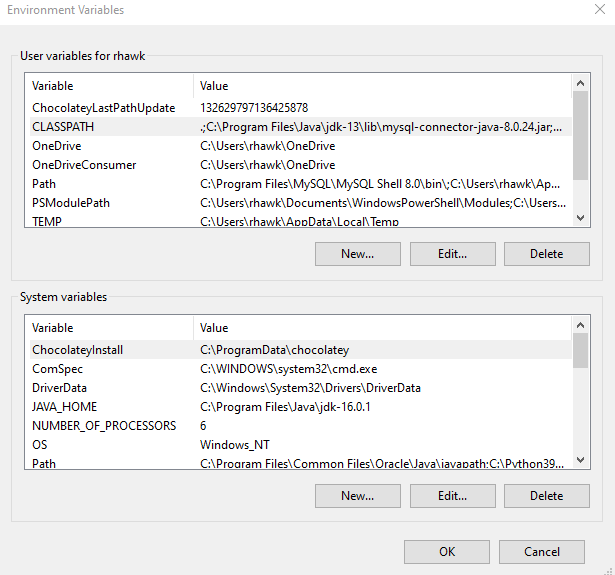 Environment Variables
User variables for rhawk
Variable Value
ChocolateyLastPathUpdate 132629797136425878
CLASSPATH .;C:\Program Files\Java\jdk-13\lib\mysql-connector-java-8.0.24.jar;...
OneDrive C:\Users\rhawk\OneDrive
OneDriveConsumer C:\Users\rhawk\OneDrive
Path C:\Program Files\MySQL\MySQL Shell 8.0\bin\;C:\Users\rhawk\Ap...
PSModulePath C:\Users\rhawk\Documents\WindowsPowerShell\Modules;C:\Users...
TEMP C:\Users\rhawk\AppData\Local\Temp
New... Edit... Delete
System variables
Variable Value
ChocolateyInstall C:\ProgramData\chocolatey
ComSpec C:\WINDOWS\system32\cmd.exe
DriverData C:\Windows\System32\Drivers\DriverData
JAVA_HOME C:\Program Files\Java\jdk-16.0.1
NUMBER_OF_PROCESSORS 6
OS Windows_NT
Path C:\Program Files\Common Files\Oracle\Java\javapath;C:\Python39...
New... Edit... Delete
OK Cancel